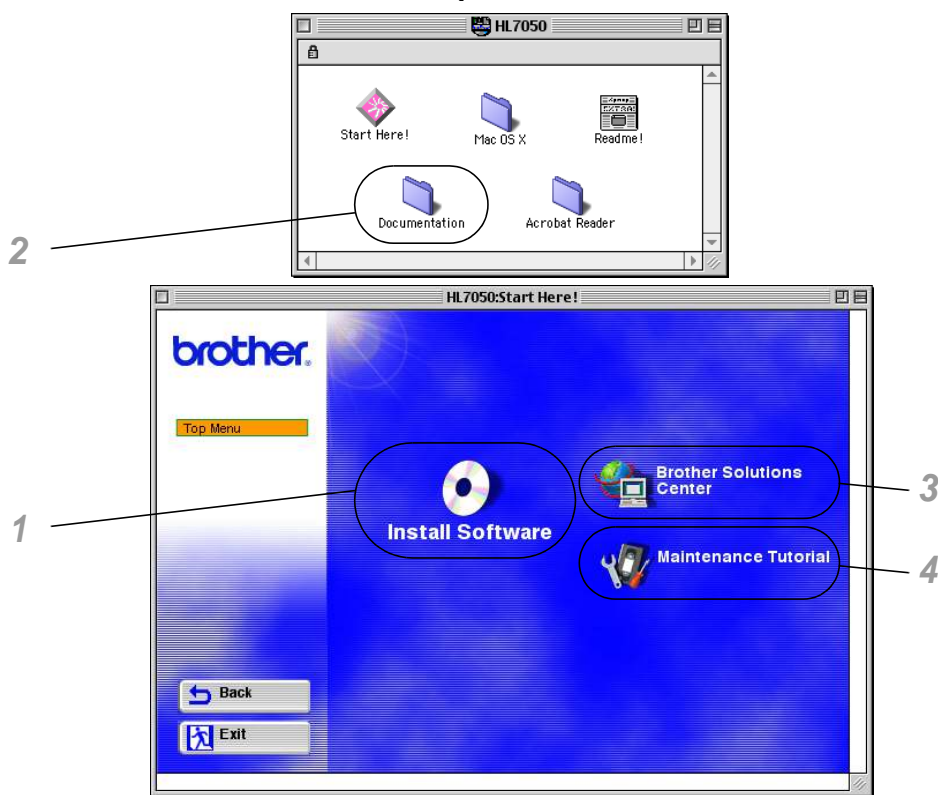 HL7050
Start Here!
Mac OS X
Readme!
Documentation
Acrobat Reader
2
HL7050:Start Here!
brother.
Top Menu
Brother Solutions
Center
3
1
Install Software
Maintenance Tutorial
4
Back
Exit